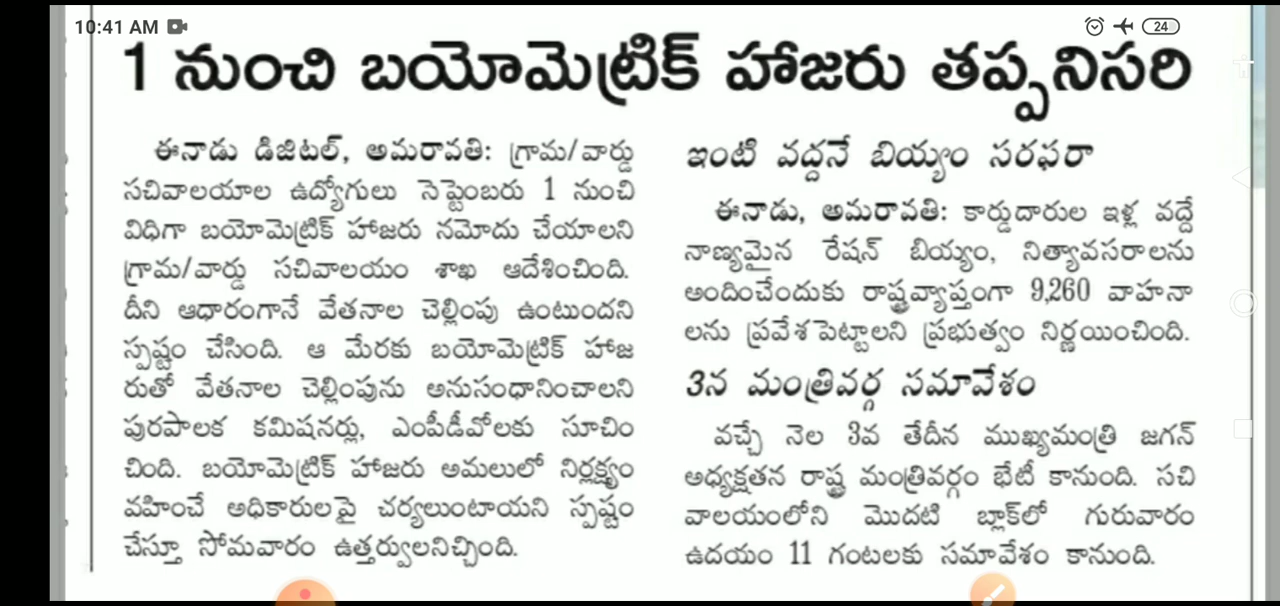 10:41 AM
24
1 నుంచి బయోమెట్రిక్ హాజరు తప్పనిసరి
ఈనాడు డిజిటల్, అమరావతి: గ్రామ/వార్డు
సచివాలయాల ఉద్యోగులు సెప్టెంబరు 1 నుంచి
విధిగా బయోమెట్రిక్ హాజరు నమోదు చేయాలని
గ్రామ/వార్డు సచివాలయం శాఖ ఆదేశించింది.
దీని ఆధారంగానే వేతనాల చెల్లింపు ఉంటుందని
స్పష్టం చేసింది. ఆ మేరకు బయోమెట్రిక్ హాజ
రుతో వేతనాల చెల్లింపును అనుసంధానించాలని
పురపాలక కమిషనర్లు, ఎంపీడీవోలకు సూచిం
చింది. బయోమెట్రిక్ హాజరు అమలులో నిర్లక్ష్యం
వహించే అధికారులపై చర్యలుంటాయని స్పష్టం
చేస్తూ సోమవారం ఉత్తర్వులనిచ్చింది.
ఇంటి వద్దనే బియ్యం సరఫరా
ఈనాడు, అమరావతి: కార్డుదారుల ఇళ్ల వద్దే
నాణ్యమైన రేషన్ బియ్యం, నిత్యావసరాలను
అందించేందుకు రాష్ట్రవ్యాప్తంగా 9,260 వాహనా
లను ప్రవేశపెట్టాలని ప్రభుత్వం నిర్ణయించింది.
3న మంత్రివర్గ సమావేశం
వచ్చే నెల 3వ తేదీన ముఖ్యమంత్రి జగన్
అధ్యక్షతన రాష్ట్ర మంత్రివర్గం భేటీ కానుంది. సచి
వాలయంలోని మొదటి బ్లాక్‌లో గురువారం
ఉదయం 11 గంటలకు సమావేశం కానుంది.